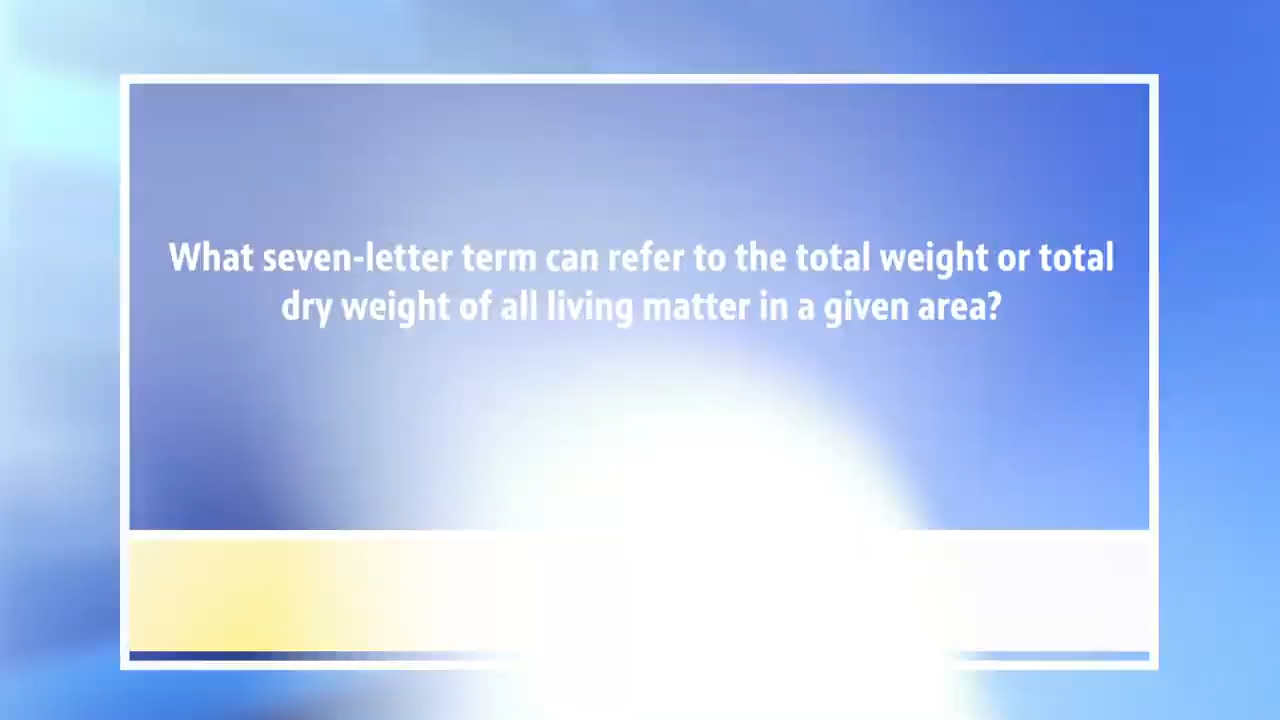 What seven-letter term can refer to the total weight or total
dry weight of all living matter in a given area?